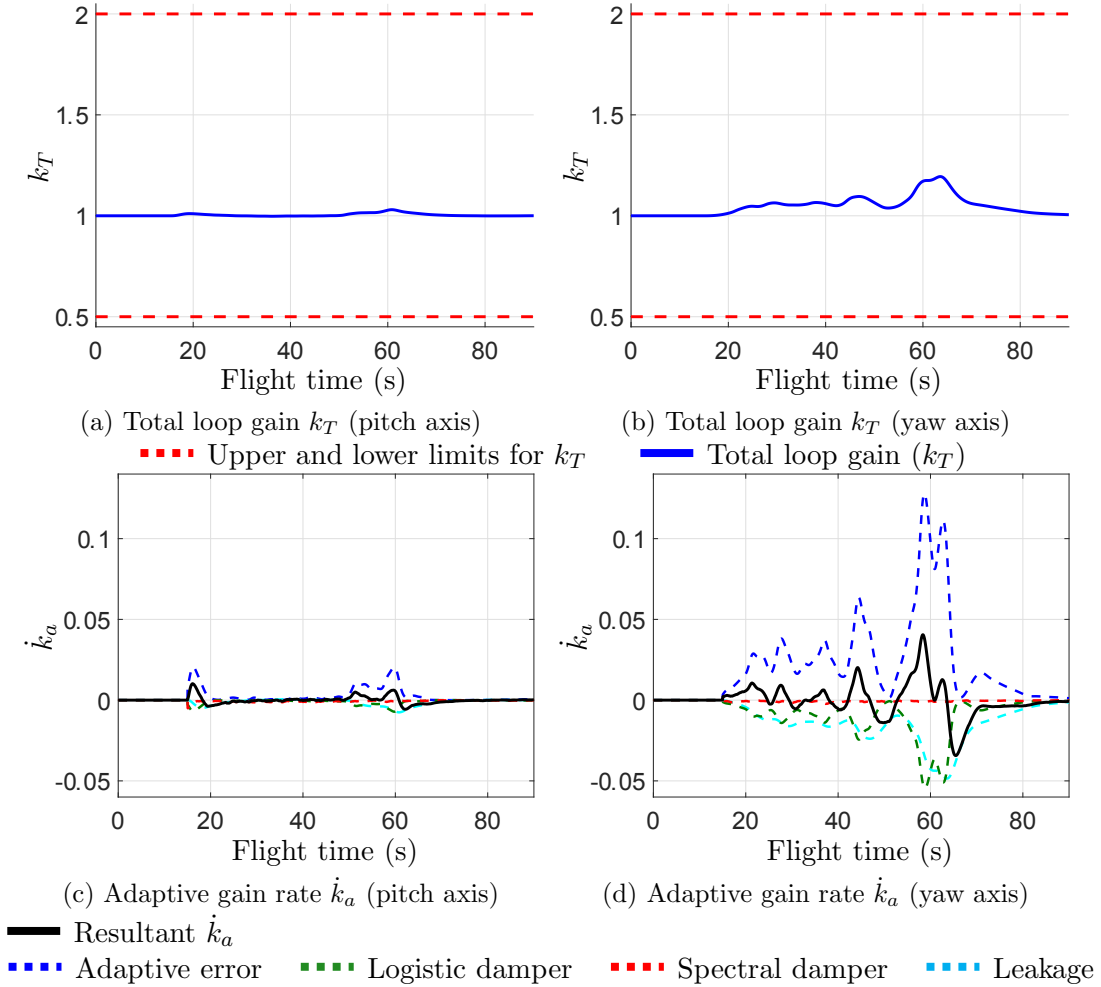 2
1.5
1
0.5
k_T
0 20 40 60 80
Flight time (s)
(a) Total loop gain k_T (pitch axis)
2
1.5
1
0.5
k_T
0 20 40 60 80
Flight time (s)
(b) Total loop gain k_T (yaw axis)
Upper and lower limits for k_T
Total loop gain (k_T)
0.1
0.05
0
-0.05
k̇_a
0 20 40 60 80
Flight time (s)
(c) Adaptive gain rate k̇_a (pitch axis)
0.1
0.05
0
-0.05
k̇_a
0 20 40 60 80
Flight time (s)
(d) Adaptive gain rate k̇_a (yaw axis)
Resultant k̇_a
Adaptive error
Logistic damper
Spectral damper
Leakage